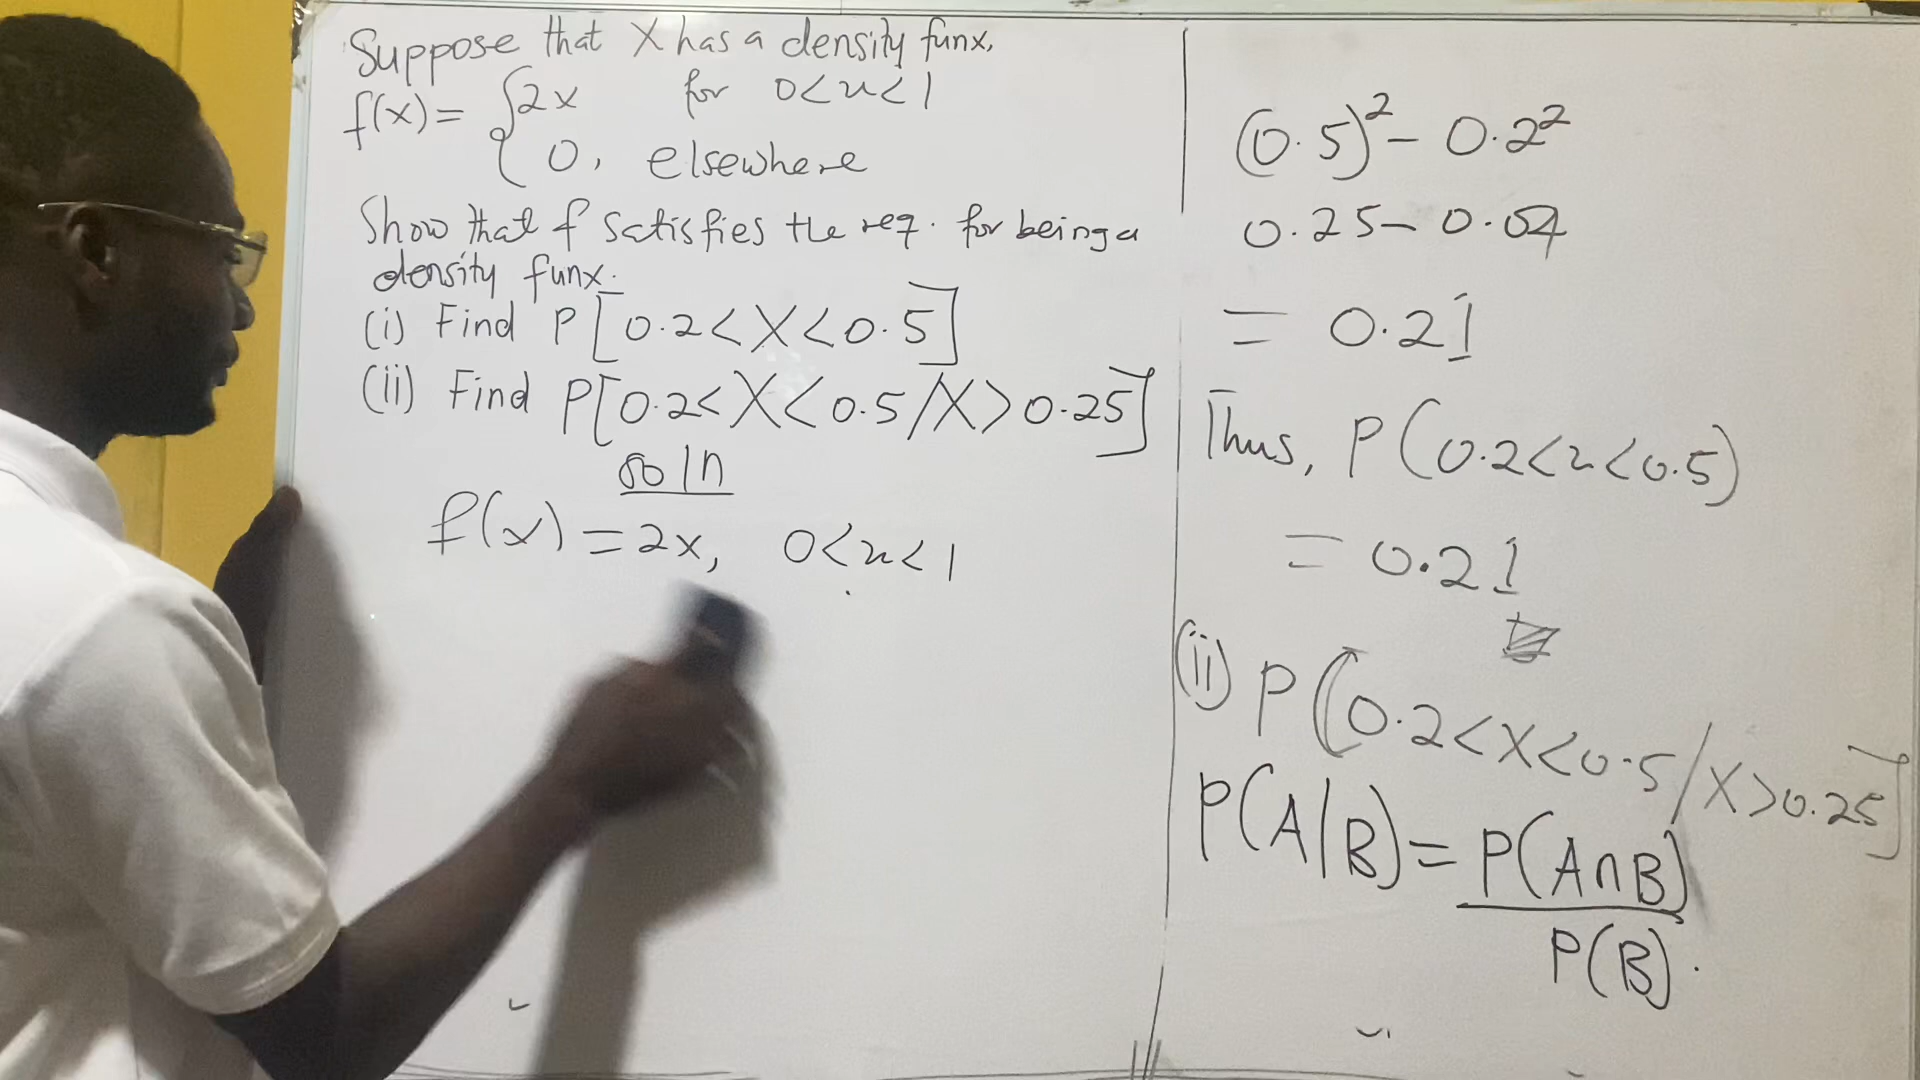 Suppose that X has a density funx.
f(x) = { 2x for 0<x<1
0, elsewhere
Show that f satisfies the req. for being a
density funx.
(i) Find P[0.2<X<0.5]
(ii) Find P[0.2<X<0.5/X>0.25]
soln
f(x) = 2x, 0<x<1
(0.5)² - 0.2²
0.25 - 0.04
= 0.21
Thus, P(0.2<x<0.5)
= 0.21
(ii) P(0.2<X<0.5/X>0.25]
P(A|B) = P(A∩B)
P(B).